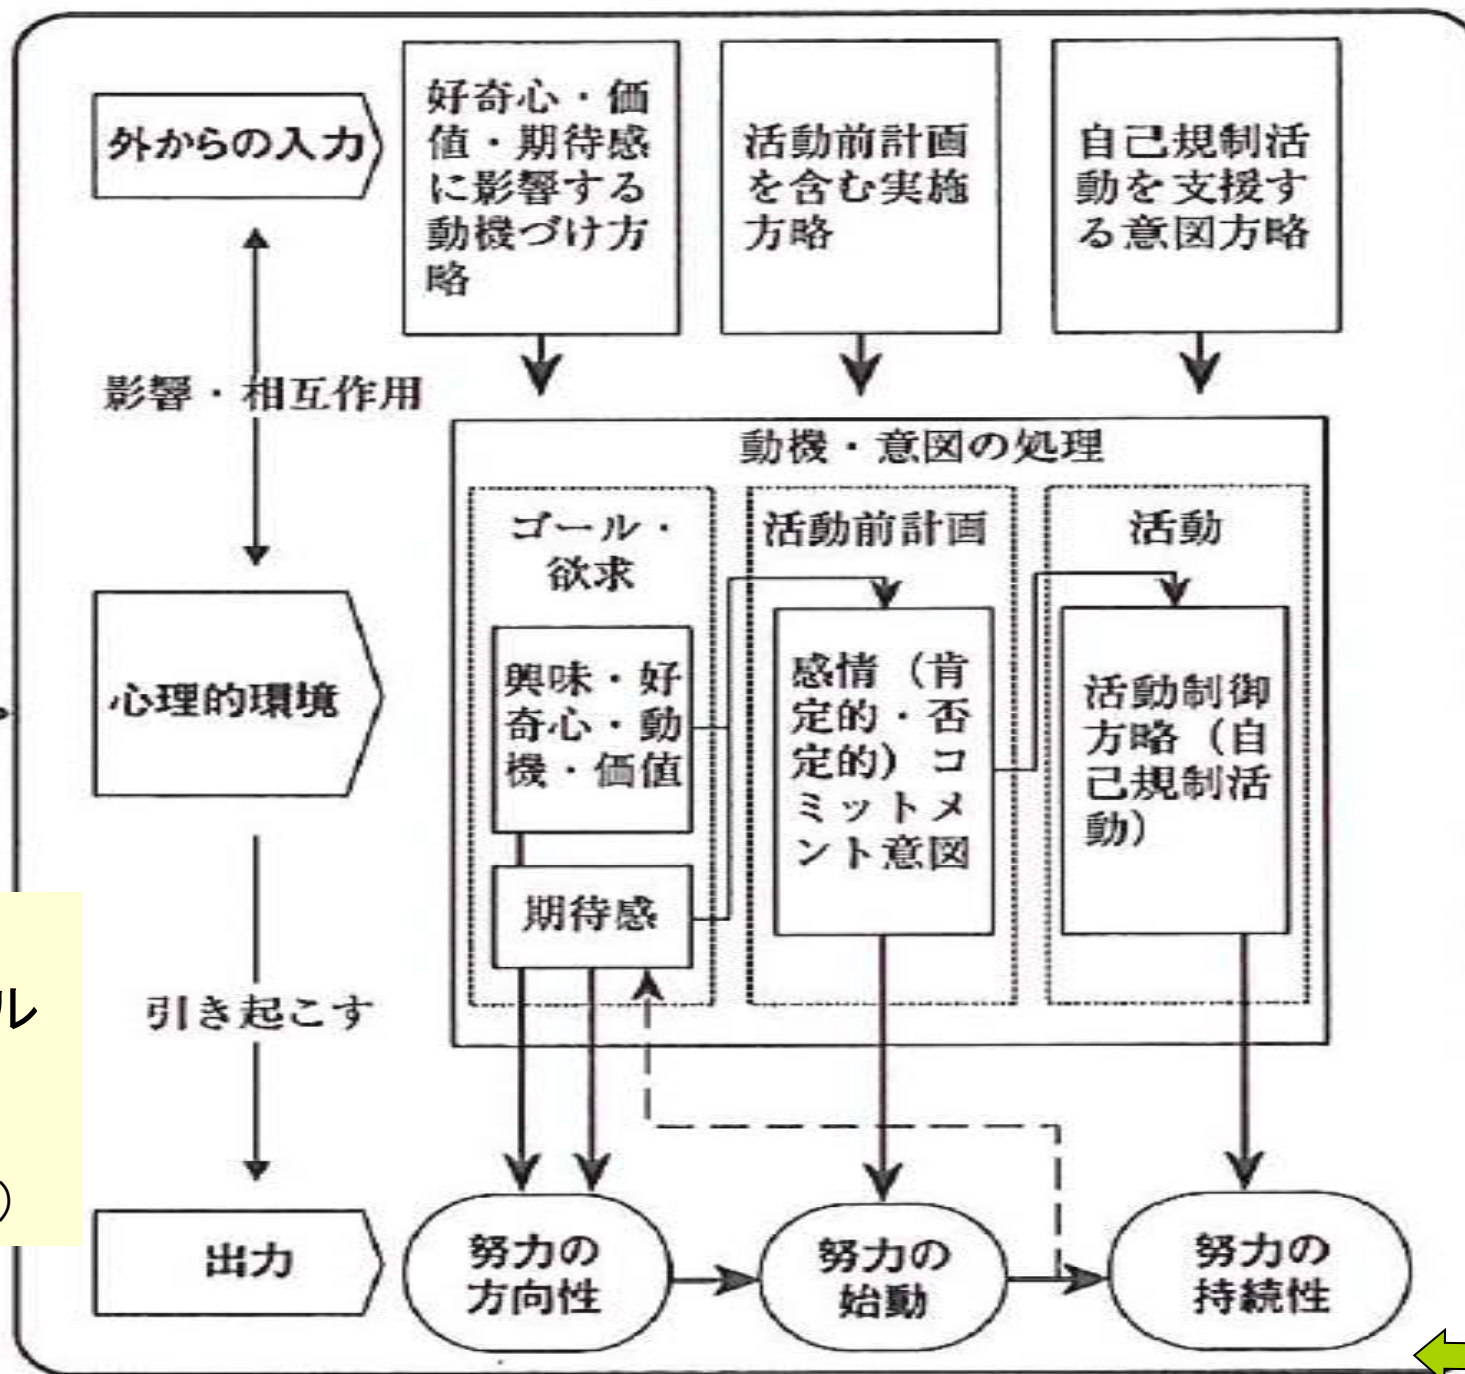 外からの入力
好奇心・価
値・期待感
に影響する
動機づけ方
略
活動前計画
を含む実施
方略
自己規制活
動を支援す
る意図方略
影響・相互作用
動機・意図の処理
ゴール・
欲求
活動前計画
活動
心理的環境
興味・好
奇心・動
機・価値
期待感
感情（肯
定的・否
定的）コ
ミットメ
ント意図
活動制御
方略（自
己規制活
動）
ル
）
引き起こす
出力
努力の
方向性
努力の
始動
努力の
持続性